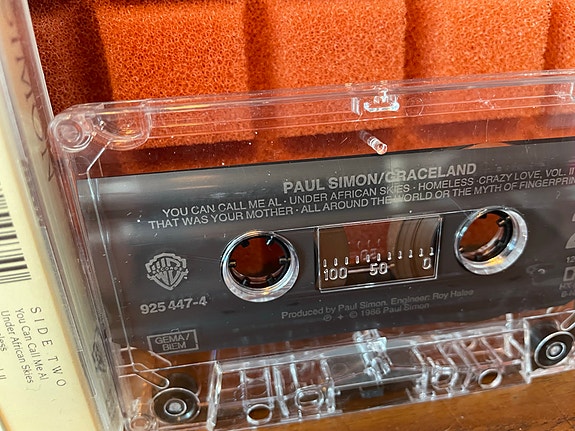 PAUL SIMON/GRACELAND
YOU CAN CALL ME AL · UNDER AFRICAN SKIES · HOMELESS · CRAZY LOVE, VOL. II
THAT WAS YOUR MOTHER · ALL AROUND THE WORLD OR THE MYTH OF FINGERPRIN
100 50 0
925 447-4
Produced by Paul Simon. Engineer: Roy Halee
℗ + © 1986 Paul Simon
GEMA/
BIEM
SIDE TWO
You Can Call Me Al
Under African Skies